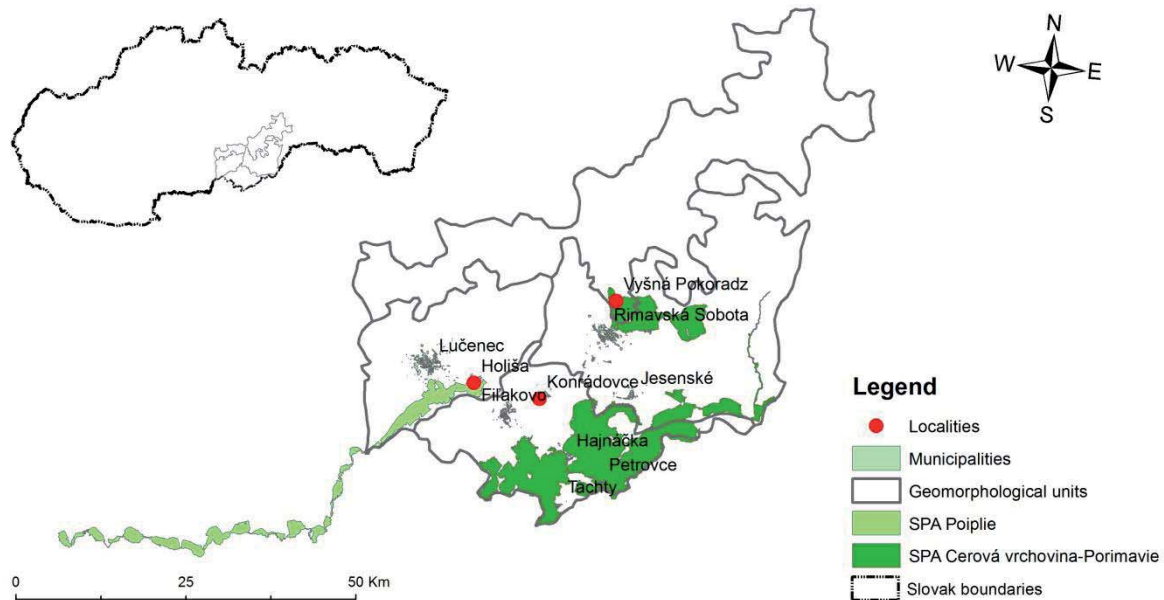 N
W E
S
Vyšná Pokoradz
Rimavská Sobota
Lučenec
Holiša
Fiľakovo
Konrádovce
Jesenské
Hajnáčka
Petrovce
Tachty
Legend
Localities
Municipalities
Geomorphological units
SPA Poiplie
SPA Cerová vrchovina-Porimavie
Slovak boundaries
0 25 50 Km